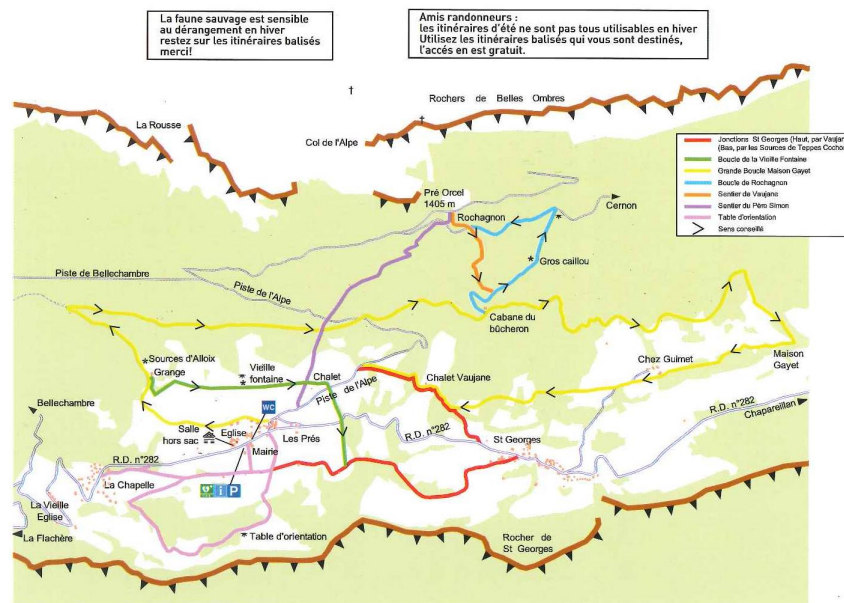 La faune sauvage est sensible
au dérangement en hiver
restez sur les itinéraires balisés
merci!
Amis randonneurs :
les itinéraires d'été ne sont pas tous utilisables en hiver
Utilisez les itinéraires balisés qui vous sont destinés,
l'accés en est gratuit.
La Rousse
Col de l'Alpe
Rochers de Belles Ombres
Jonctions St Georges (Haut, par Vaujan
(Bas, par les Sources de Teppes Cochon
Boucle de la Vieille Fontaine
Grande Boucle Maison Gayet
Boucle de Rochagnon
Sentier de Vaujane
Sentier du Père Simon
Table d'orientation
Sens conseillé
Pré Orcel
1405 m
Rochagnon
Cernon
Gros caillou
Piste de Bellechambre
Piste de l'Alpe
Cabane du
bûcheron
Sources d'Alloix
Grange
Vieille
fontaine
Chalet
Piste de l'Alpe
Chalet Vaujane
Chez Guimet
Maison
Gayet
Bellechambre
WC
Salle
hors sac
Eglise
Les Prés
Mairie
R.D. n°282
R.D. n°282
St Georges
R.D. n°282
Chapareillan
La Chapelle
i P
La Vieille
Eglise
La Flachère
Table d'orientation
Rocher de
St Georges